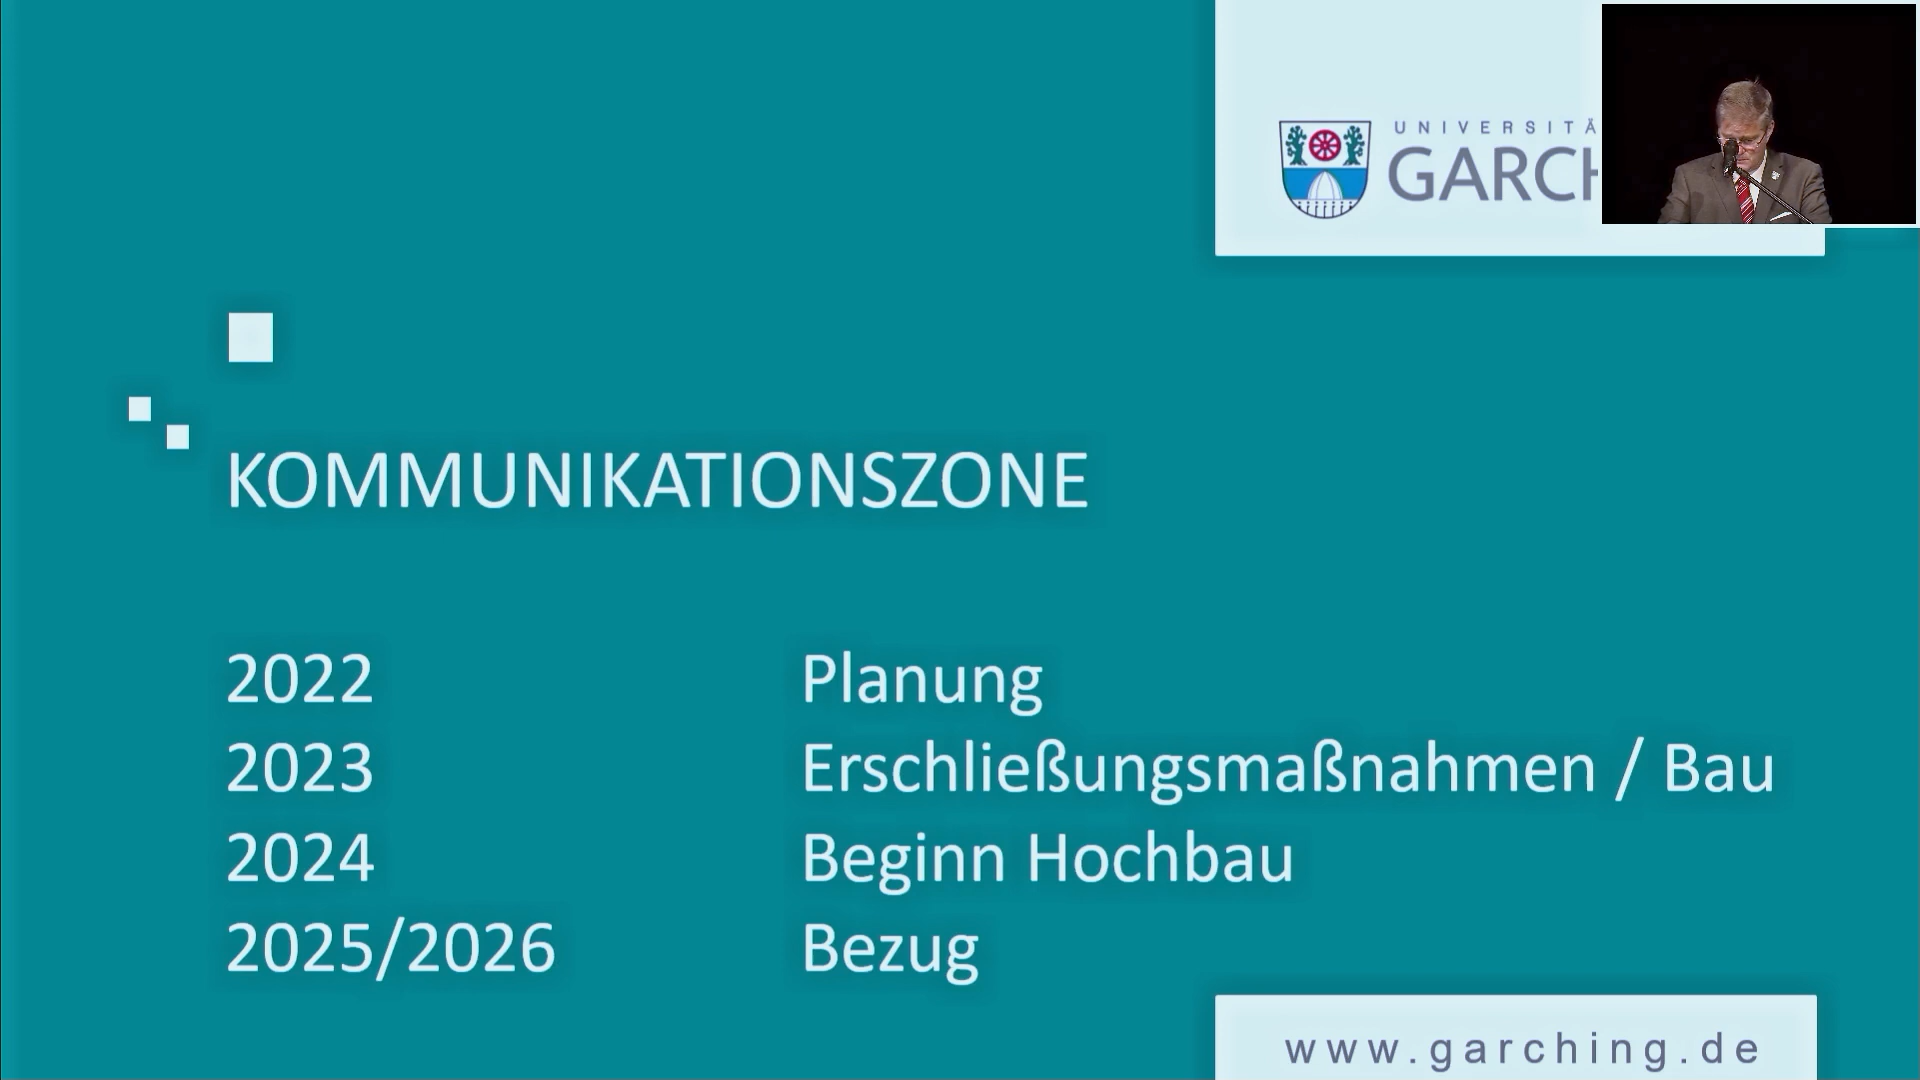 UNIVERSITÄ
GARCH
KOMMUNIKATIONSZONE
2022 Planung
2023 Erschließungsmaßnahmen / Bau
2024 Beginn Hochbau
2025/2026 Bezug
www.garching.de